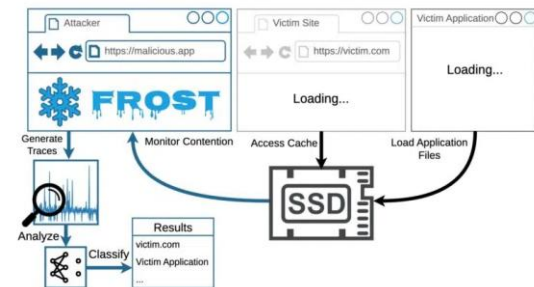 Attacker
https://malicious.app
FROST
Victim Site
https://victim.com
Loading...
Victim Application
Loading...
Generate
Traces
Monitor Contention
Access Cache
Load Application
Files
SSD
Analyze
Classify
Results
victim.com
Victim Application
...